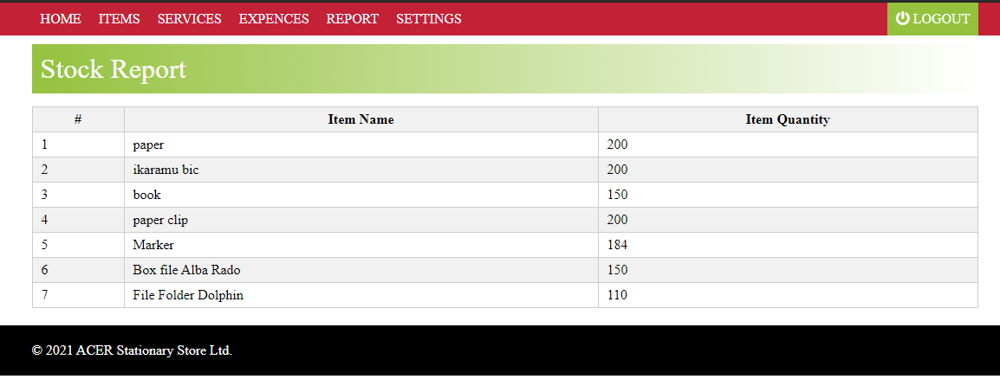 HOME ITEMS SERVICES EXPENCES REPORT SETTINGS LOGOUT
Stock Report
# Item Name Item Quantity
1 paper 200
2 ikaramu bic 200
3 book 150
4 paper clip 200
5 Marker 184
6 Box file Alba Rado 150
7 File Folder Dolphin 110
© 2021 ACER Stationary Store Ltd.